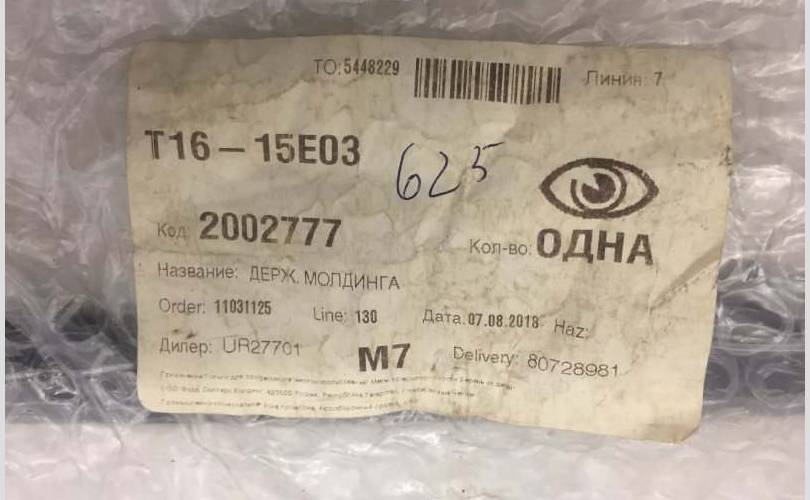 ТО:5448229 Линия: 7
T16 – 15E03
625
Код: 2002777 Кол-во: ОДНА
Название: ДЕРЖ. МОЛДИНГА
Order: 11031125 Line: 130 Дата.07.08.2018 Haz:
Дилер: UR27701 M7 Delivery: 80728981